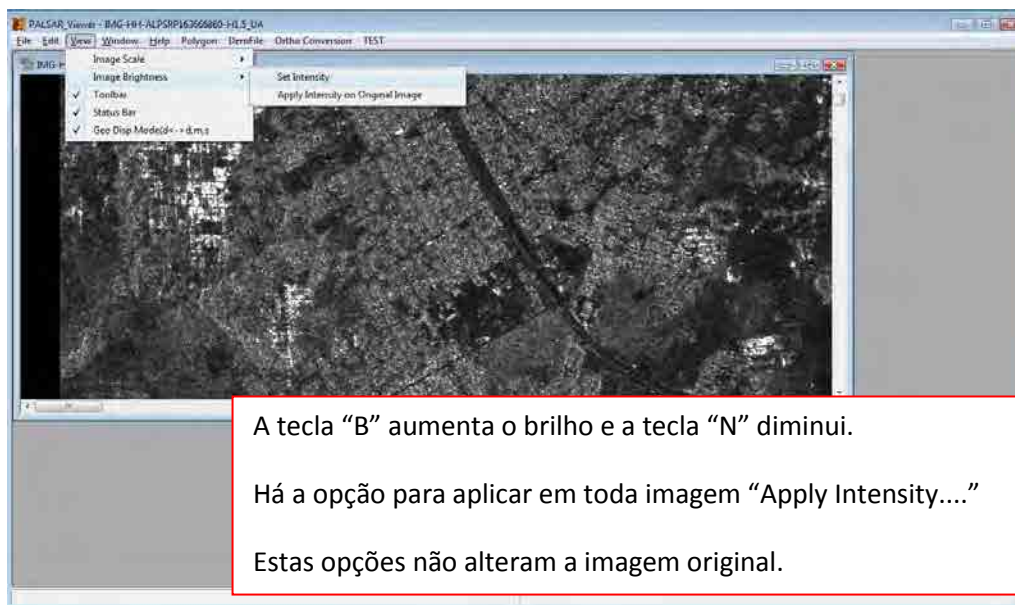 PALSAR_Viewer - IMG-HH-ALPSRP163666860-H1.5_UA
File Edit View Window Help Polygon DemFile Ortho Conversion TEST
IMG-H
Image Scale
Image Brightness
Set Intensity
Toolbar
Apply Intensity on Original Image
Status Bar
Geo Disp Mode(d<->d,m,s
A tecla “B” aumenta o brilho e a tecla “N” diminui.
Há a opção para aplicar em toda imagem “Apply Intensity....”
Estas opções não alteram a imagem original.